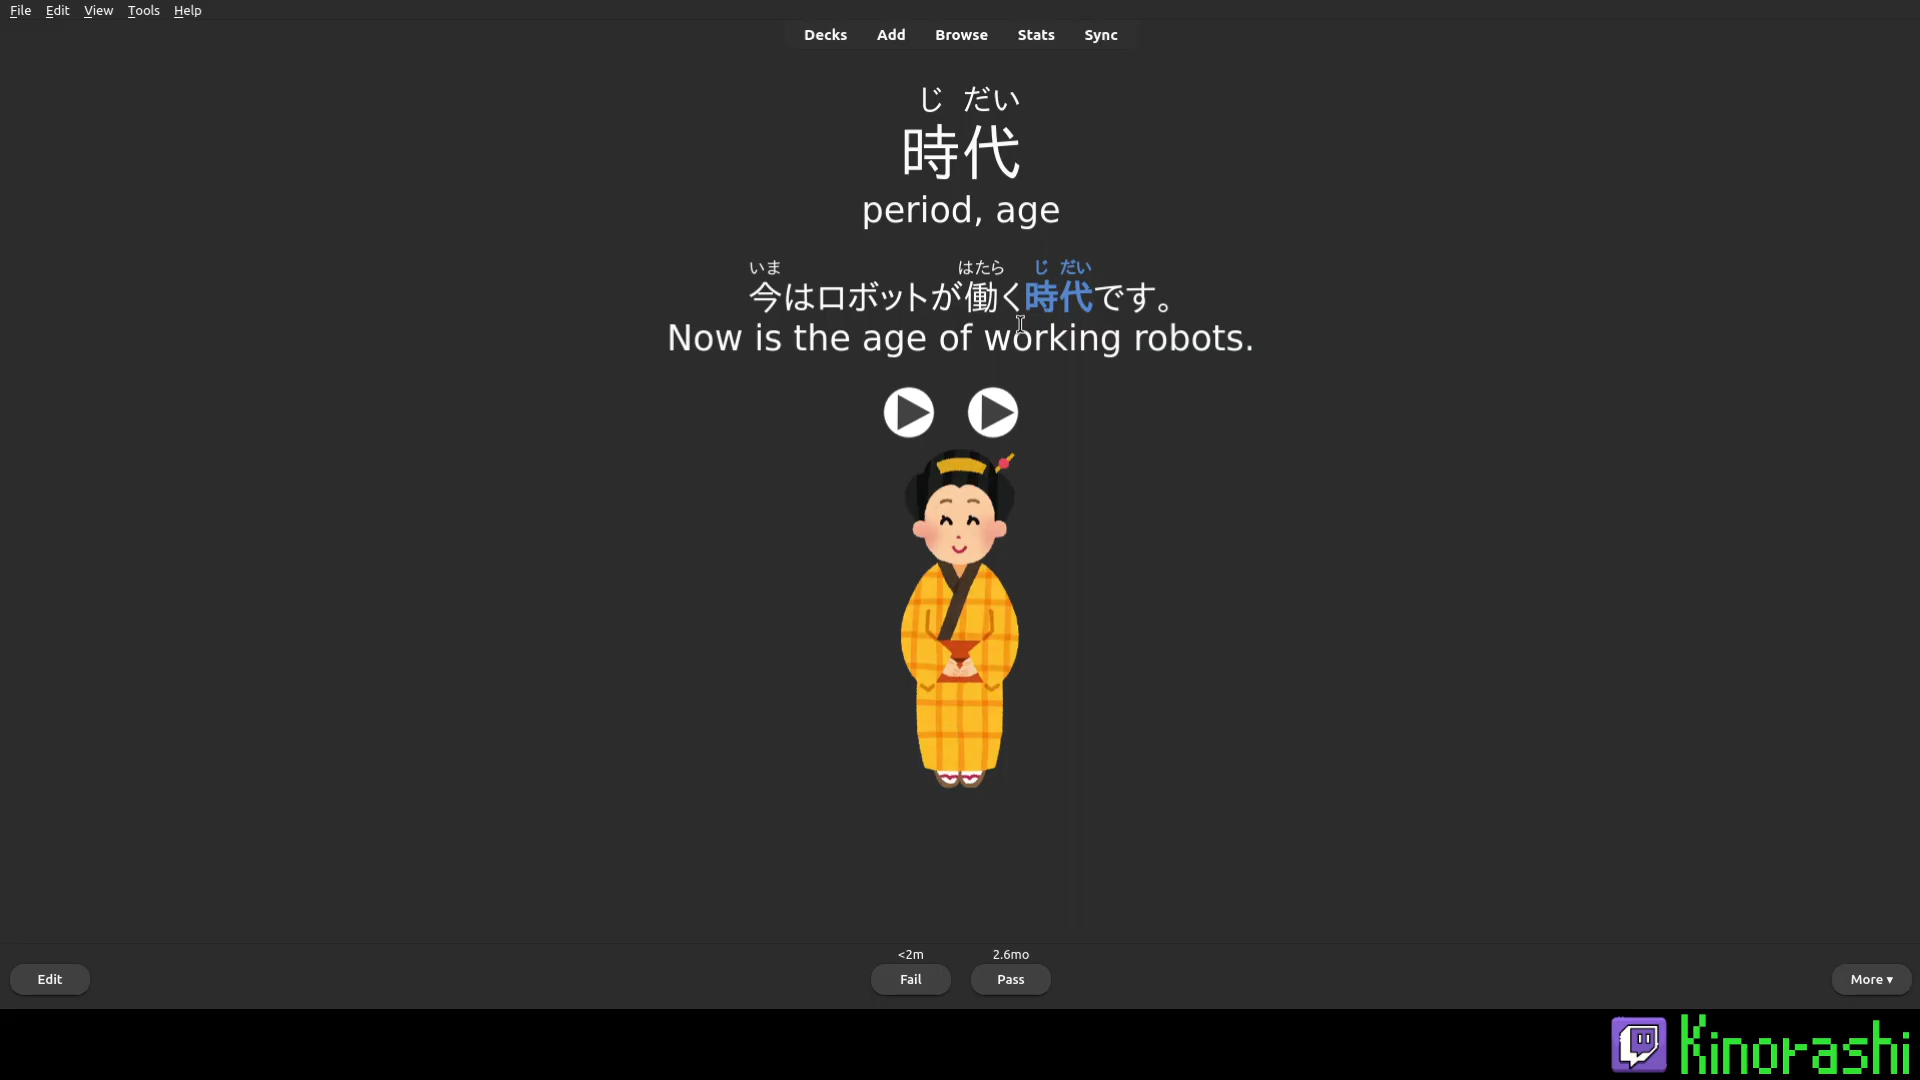 File Edit View Tools Help
Decks Add Browse Stats Sync
じ だい
時代
period, age
いま はたら じ だい
今はロボットが働く時代です。
Now is the age of working robots.
<2m 2.6mo
Edit Fail Pass More ▾
Kinorashi